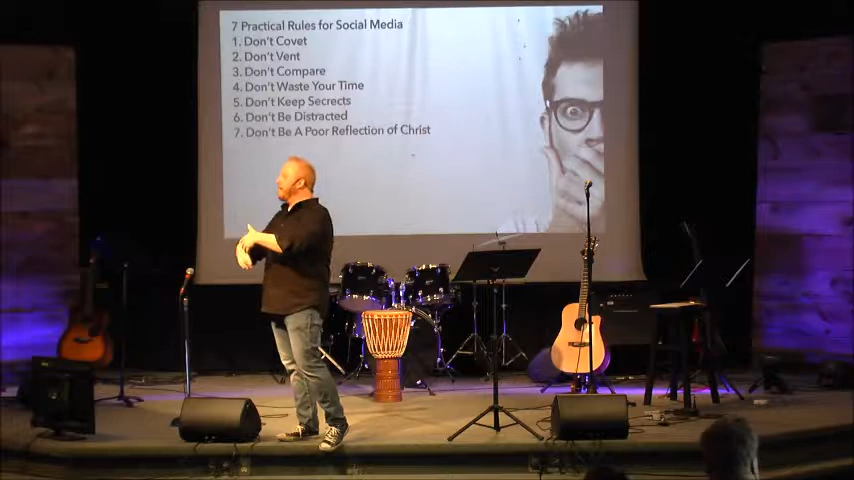 7 Practical Rules for Social Media
1. Don't Covet
2. Don't Vent
3. Don't Compare
4. Don't Waste Your Time
5. Don't Keep Secrets
6. Don't Be Distracted
7. Don't Be A Poor Reflection of Christ